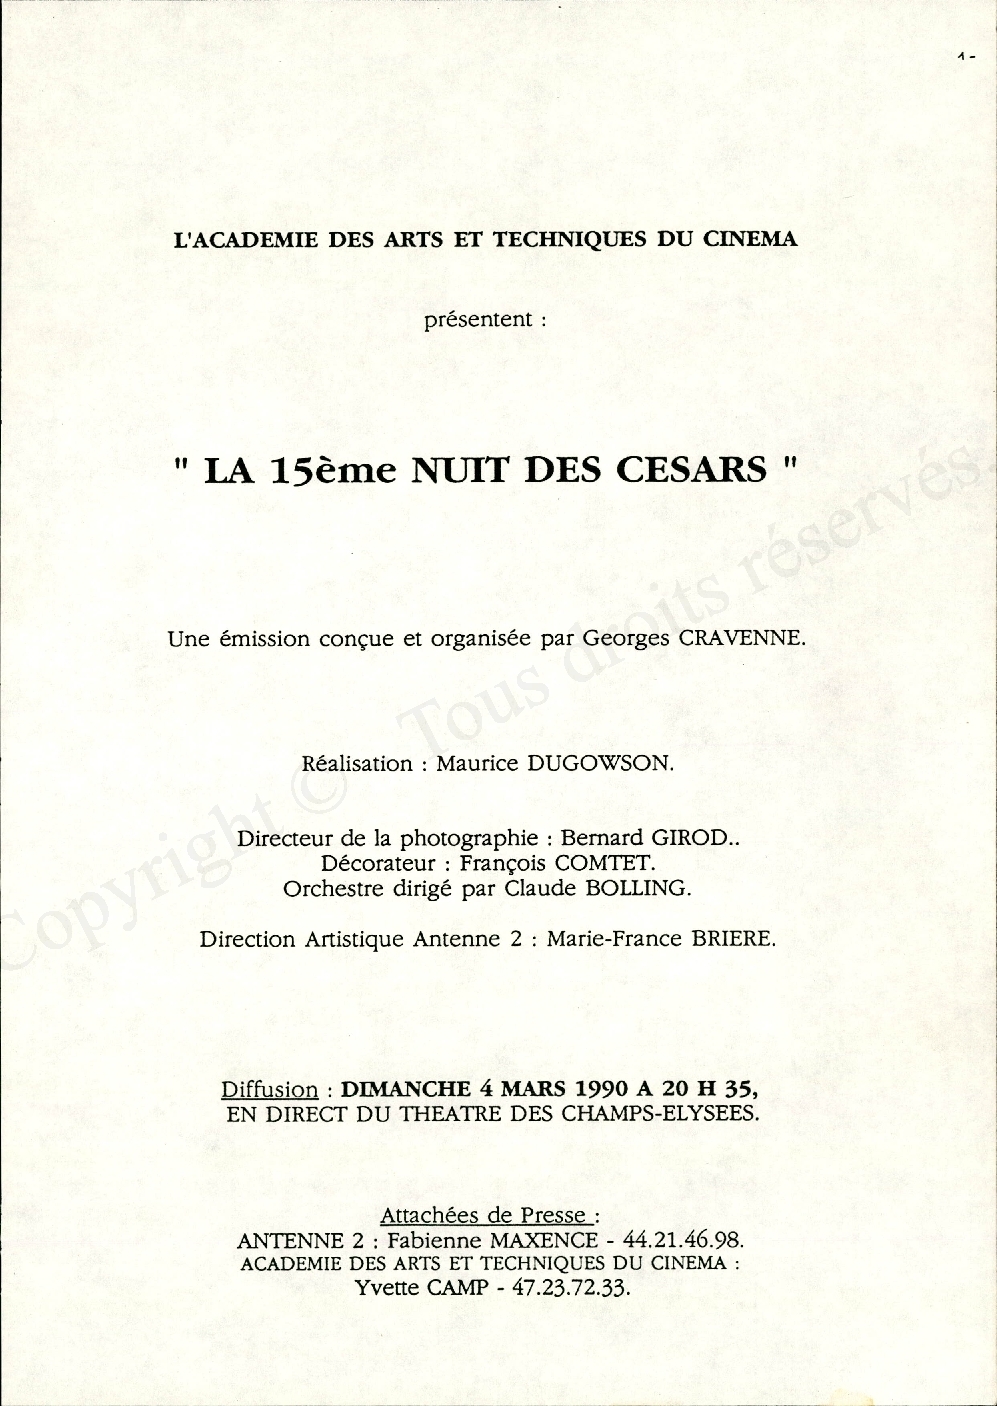 1-
L'ACADEMIE DES ARTS ET TECHNIQUES DU CINEMA
présentent :
" LA 15ème NUIT DES CESARS "
Une émission conçue et organisée par Georges CRAVENNE.
Réalisation : Maurice DUGOWSON.
Directeur de la photographie : Bernard GIROD..
Décorateur : François COMTET.
Orchestre dirigé par Claude BOLLING.
Direction Artistique Antenne 2 : Marie-France BRIERE.
Diffusion : DIMANCHE 4 MARS 1990 A 20 H 35,
EN DIRECT DU THEATRE DES CHAMPS-ELYSEES.
Attachées de Presse :
ANTENNE 2 : Fabienne MAXENCE - 44.21.46.98.
ACADEMIE DES ARTS ET TECHNIQUES DU CINEMA :
Yvette CAMP - 47.23.72.33.
Copyright © Tous droits réservés.